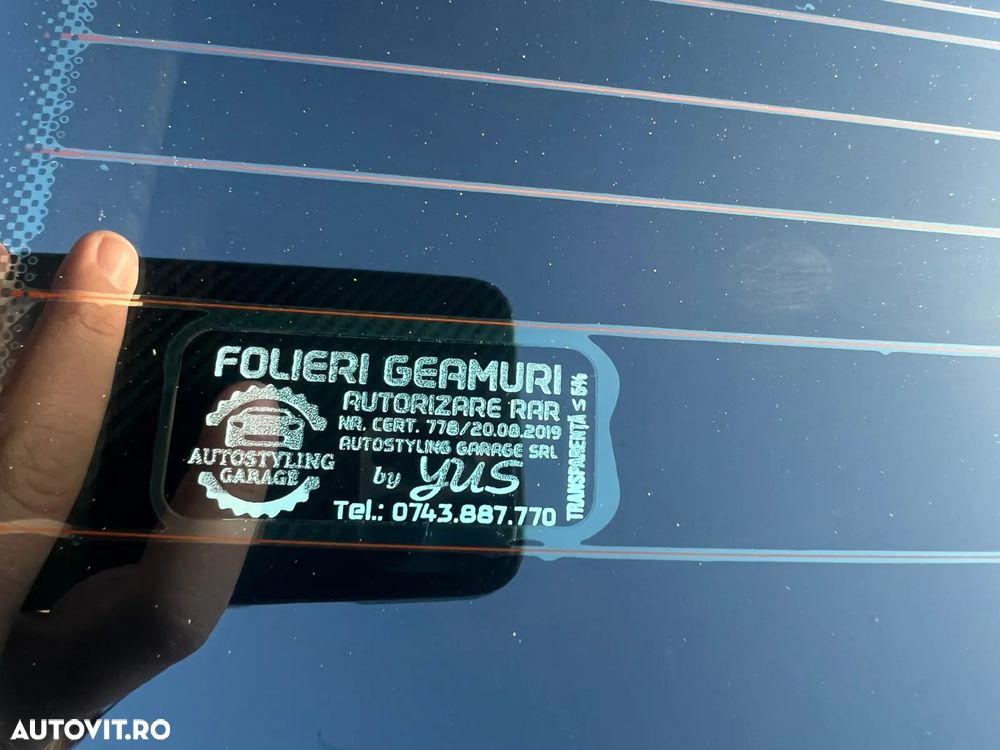 FOLIERI GEAMURI
AUTORIZARE RAR
NR. CERT. 778/20.08.2019
AUTOSTYLING GARAGE SRL
by YUS
Tel.: 0743.887.770
AUTOSTYLING
GARAGE
TRANSPARENȚĂ ≤ 5%
AUTOVIT.RO